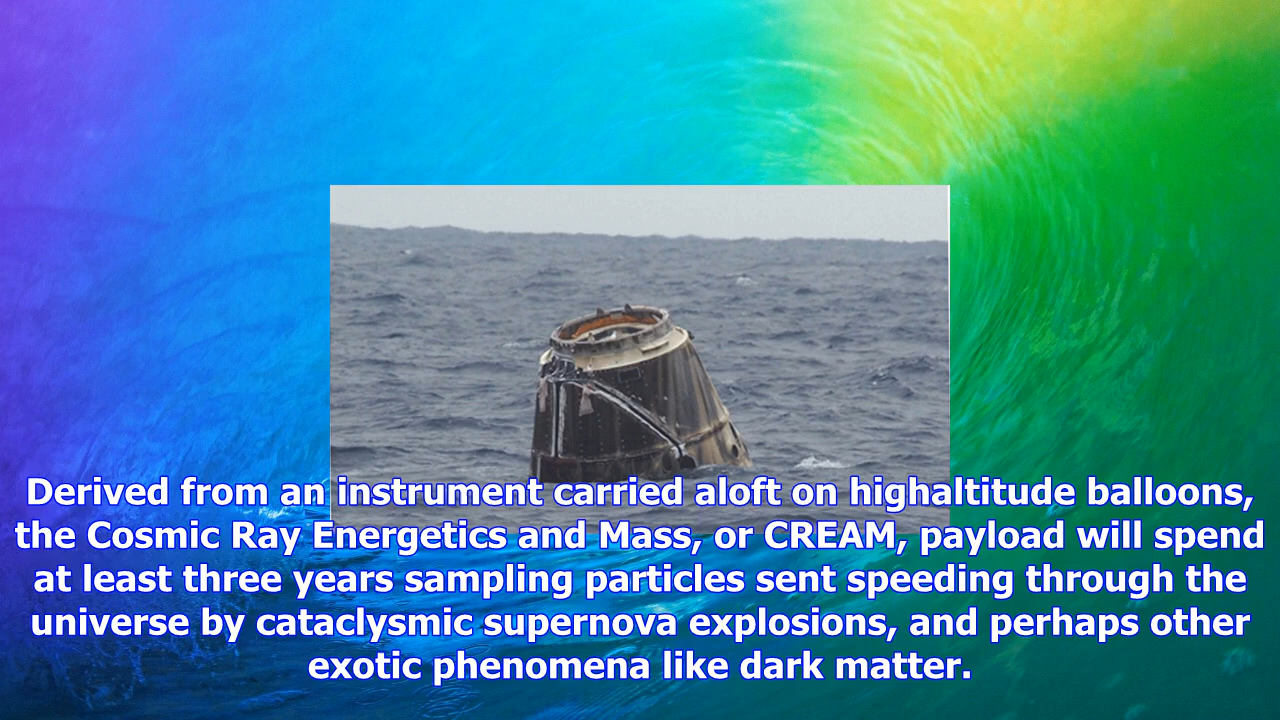 Derived from an instrument carried aloft on highaltitude balloons,
the Cosmic Ray Energetics and Mass, or CREAM, payload will spend
at least three years sampling particles sent speeding through the
universe by cataclysmic supernova explosions, and perhaps other
exotic phenomena like dark matter.